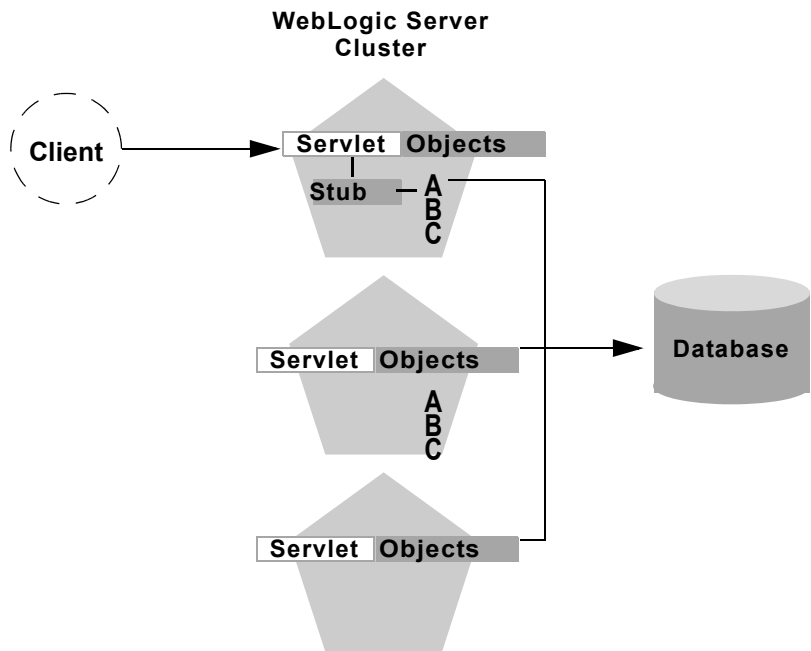 WebLogic Server
Cluster
Client
Servlet Objects
Stub
A
B
C
Servlet Objects
A
B
C
Database
Servlet Objects